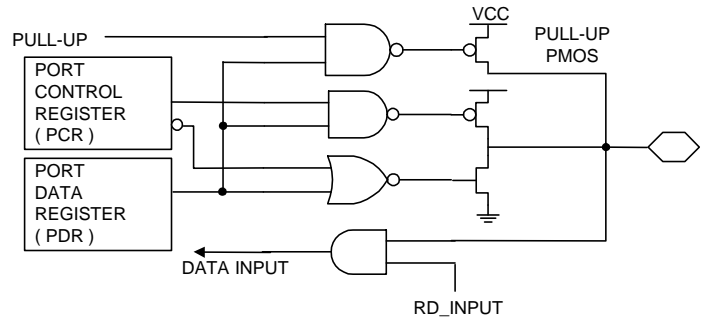 VCC
PULL-UP
PULL-UP
PMOS
PORT
CONTROL
REGISTER
( PCR )
PORT
DATA
REGISTER
( PDR )
DATA INPUT
RD_INPUT